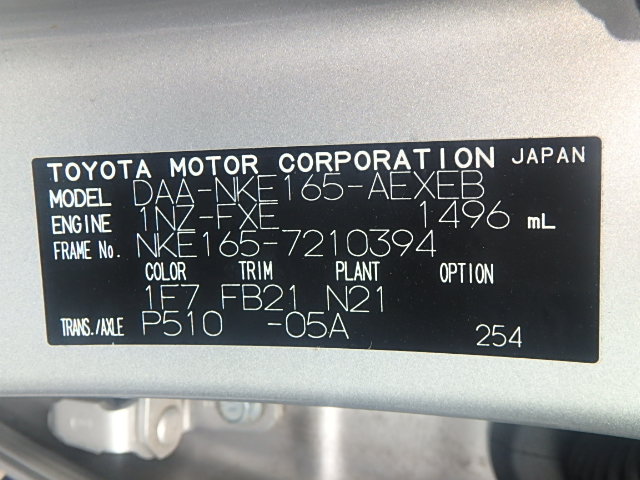 TOYOTA MOTOR CORPORATION JAPAN
MODEL DAA-NKE165-AEXEB
ENGINE 1NZ-FXE 1496 mL
FRAME No. NKE165-7210394
COLOR TRIM PLANT OPTION
1F7 FB21 N21
TRANS./AXLE P510 -05A 254